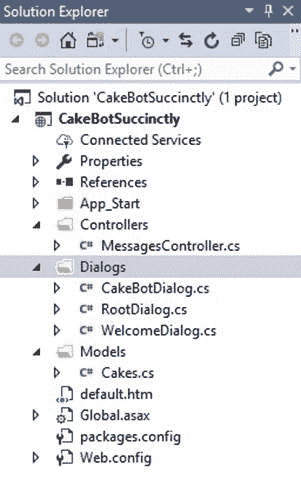 Solution Explorer
Search Solution Explorer (Ctrl+;)
Solution 'CakeBotSuccinctly' (1 project)
CakeBotSuccinctly
Connected Services
Properties
References
App_Start
Controllers
C# MessagesController.cs
Dialogs
C# CakeBotDialog.cs
C# RootDialog.cs
C# WelcomeDialog.cs
Models
C# Cakes.cs
default.htm
Global.asax
packages.config
Web.config